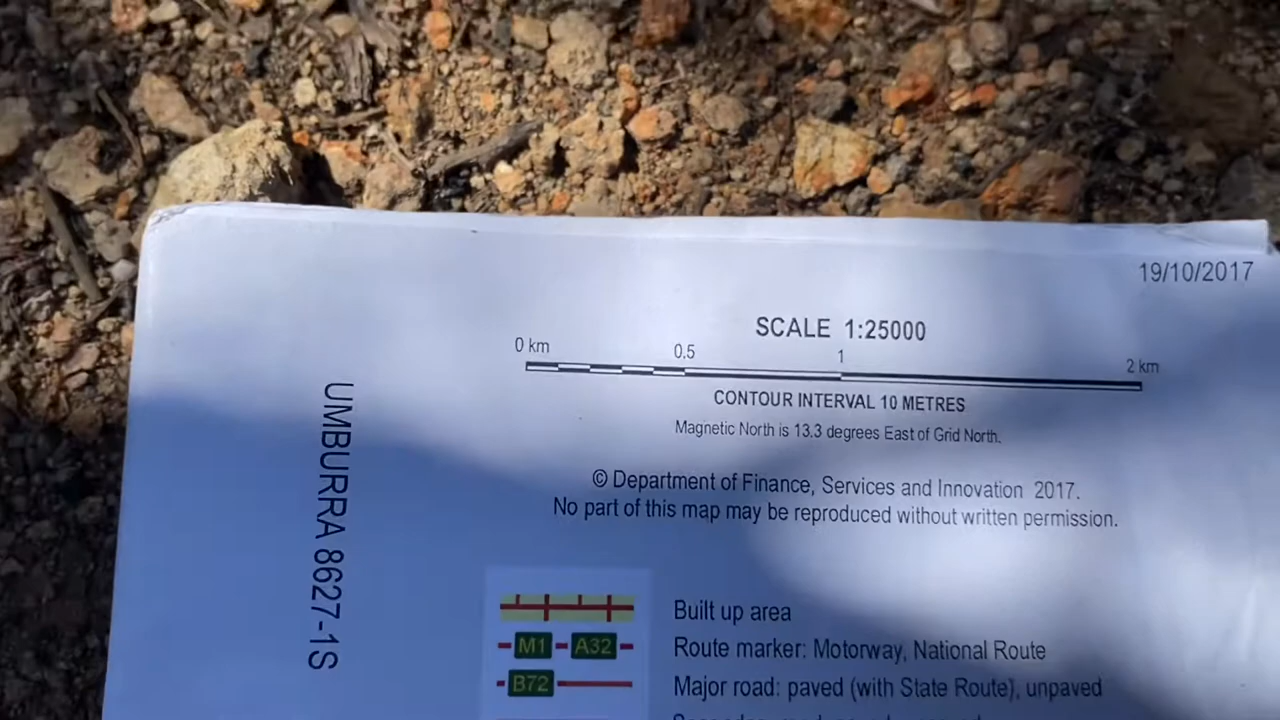 19/10/2017
SCALE 1:25000
0 km 0.5 1 2 km
CONTOUR INTERVAL 10 METRES
Magnetic North is 13.3 degrees East of Grid North.
© Department of Finance, Services and Innovation 2017.
No part of this map may be reproduced without written permission.
UMBURRA 8627-1S
Built up area
M1 A32 Route marker: Motorway, National Route
B72 Major road: paved (with State Route), unpaved